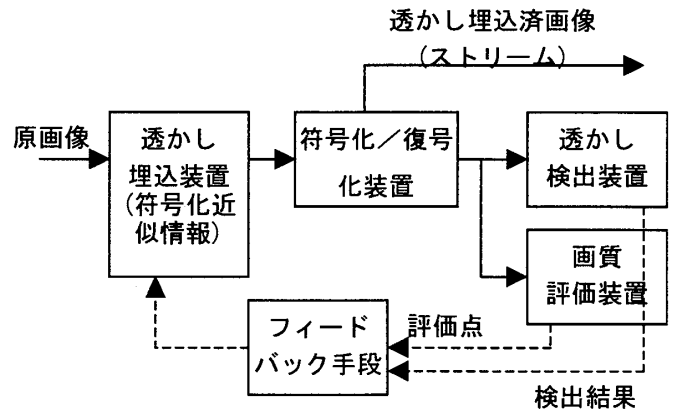 透かし埋込済画像
（ストリーム）
原画像
透かし
埋込装置
（符号化近
似情報）
符号化／復号
化装置
透かし
検出装置
画質
評価装置
フィード
バック手段
評価点
検出結果